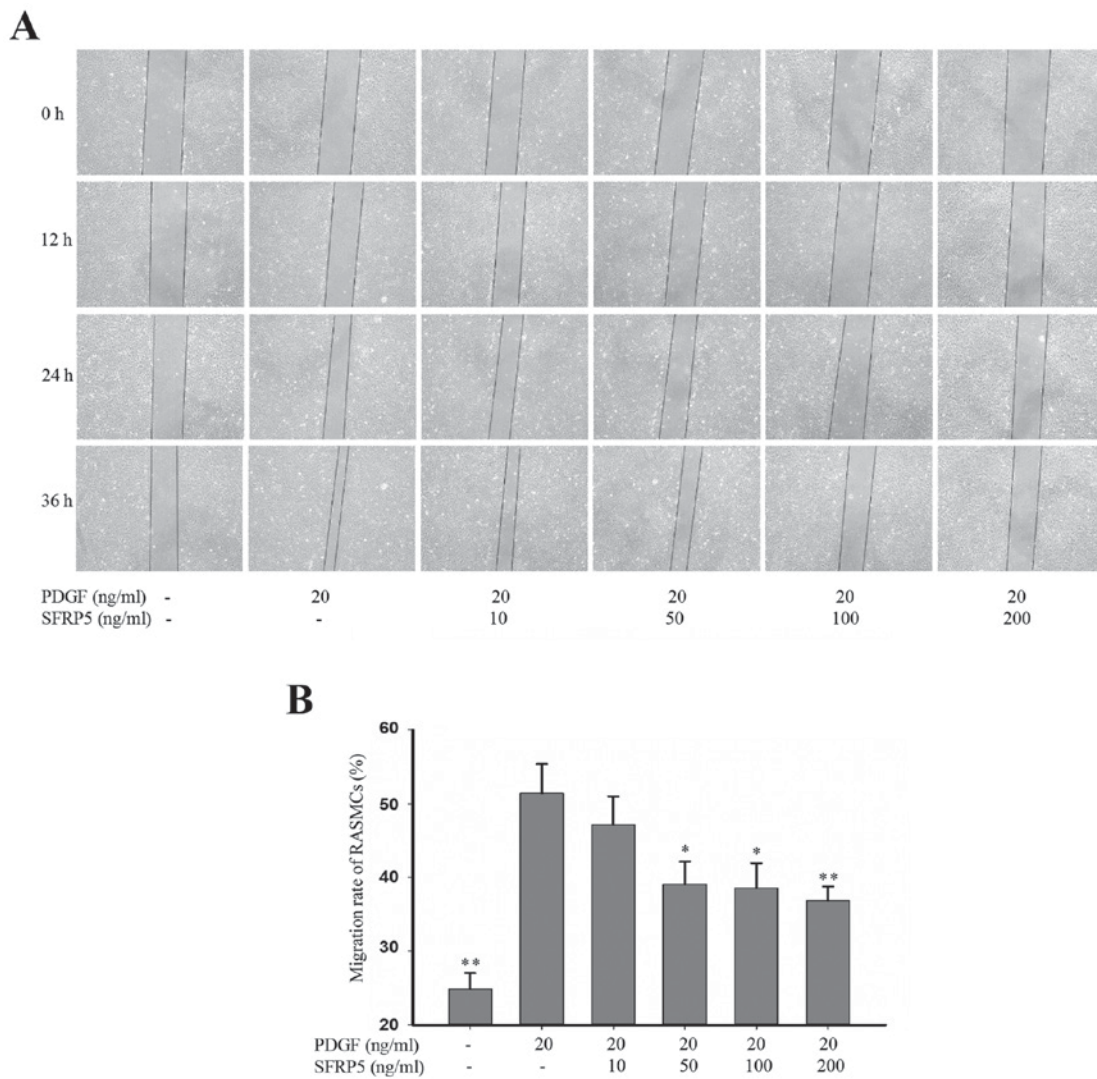 A
0 h
12 h
24 h
36 h
PDGF (ng/ml) - 20 20 20 20 20
SFRP5 (ng/ml) - - 10 50 100 200
B
60
50
40
30
20
Migration rate of RASMCs (%)
** * * **
PDGF (ng/ml) - 20 20 20 20 20
SFRP5 (ng/ml) - - 10 50 100 200